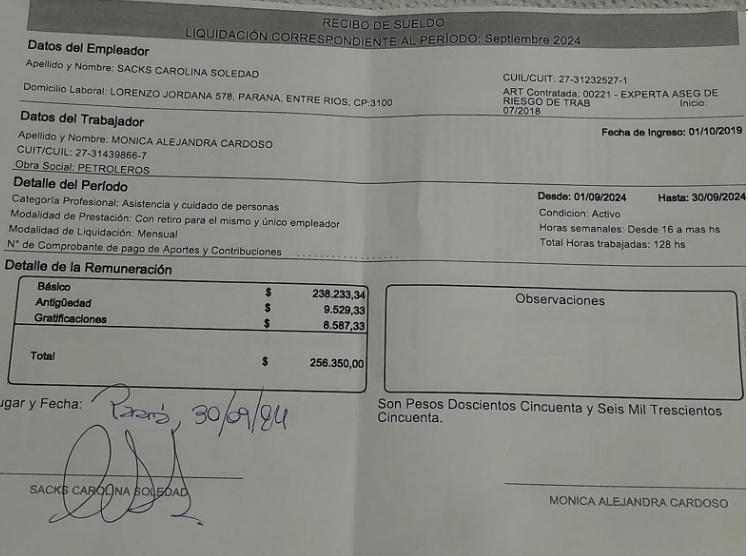 RECIBO DE SUELDO
LIQUIDACIÓN CORRESPONDIENTE AL PERÍODO: Septiembre 2024
Datos del Empleador
Apellido y Nombre: SACKS CAROLINA SOLEDAD
CUIL/CUIT: 27-31232527-1
Domicilio Laboral: LORENZO JORDANA 578, PARANA, ENTRE RIOS, CP:3100
ART Contratada: 00221 - EXPERTA ASEG DE
RIESGO DE TRAB Inicio:
07/2018
Datos del Trabajador
Fecha de Ingreso: 01/10/2019
Apellido y Nombre: MONICA ALEJANDRA CARDOSO
CUIT/CUIL: 27-31439866-7
Obra Social: PETROLEROS
Detalle del Período
Desde: 01/09/2024 Hasta: 30/09/2024
Categoría Profesional: Asistencia y cuidado de personas
Condicion: Activo
Modalidad de Prestación: Con retiro para el mismo y único empleador
Horas semanales: Desde 16 a mas hs
Modalidad de Liquidación: Mensual
Total Horas trabajadas: 128 hs
N° de Comprobante de pago de Aportes y Contribuciones ....................
Detalle de la Remuneración
Básico $ 238.233,34
Antigüedad $ 9.529,33
Gratificaciones $ 8.587,33
Total $ 256.350,00
Observaciones
ugar y Fecha: Paraná, 30/09/24
Son Pesos Doscientos Cincuenta y Seis Mil Trescientos
Cincuenta.
SACKS CAROLINA SOLEDAD
MONICA ALEJANDRA CARDOSO